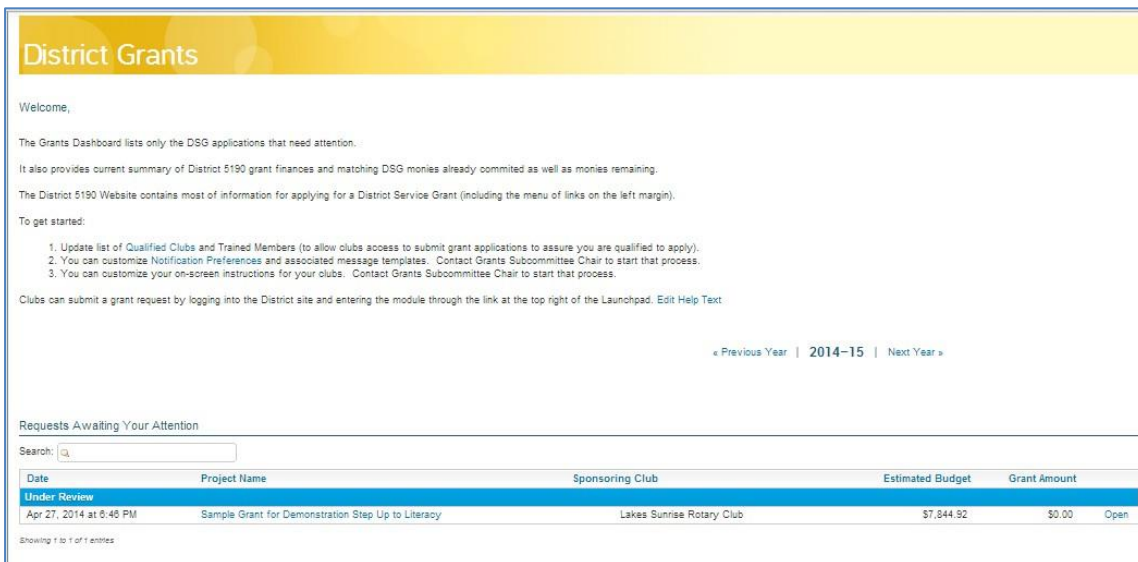 District Grants
Welcome,
The Grants Dashboard lists only the DSG applications that need attention.
It also provides current summary of District 5190 grant finances and matching DSG monies already commited as well as monies remaining.
The District 5190 Website contains most of information for applying for a District Service Grant (including the menu of links on the left margin).
To get started:
1. Update list of Qualified Clubs and Trained Members (to allow clubs access to submit grant applications to assure you are qualified to apply).
2. You can customize Notification Preferences and associated message templates. Contact Grants Subcommittee Chair to start that process.
3. You can customize your on-screen instructions for your clubs. Contact Grants Subcommittee Chair to start that process.
Clubs can submit a grant request by logging into the District site and entering the module through the link at the top right of the Launchpad. Edit Help Text
« Previous Year | 2014-15 | Next Year »
Requests Awaiting Your Attention
Search:
Date Project Name Sponsoring Club Estimated Budget Grant Amount
Under Review
Apr 27, 2014 at 6:46 PM Sample Grant for Demonstration Step Up to Literacy Lakes Sunrise Rotary Club $7,844.92 $0.00 Open
Showing 1 to 1 of 1 entries